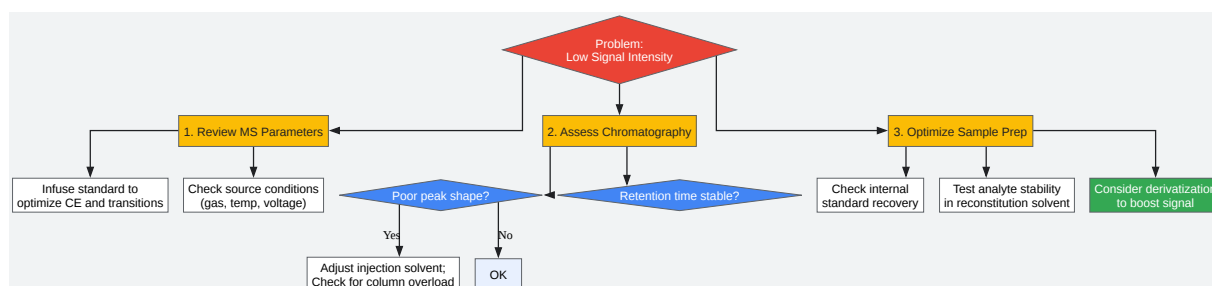 Problem:
Low Signal Intensity
1. Review MS Parameters
2. Assess Chromatography
3. Optimize Sample Prep
Infuse standard to
optimize CE and transitions
Check source conditions
(gas, temp, voltage)
Poor peak shape?
Retention time stable?
Check internal
standard recovery
Test analyte stability
in reconstitution solvent
Consider derivatization
to boost signal
Yes
No
Adjust injection solvent;
Check for column overload
OK